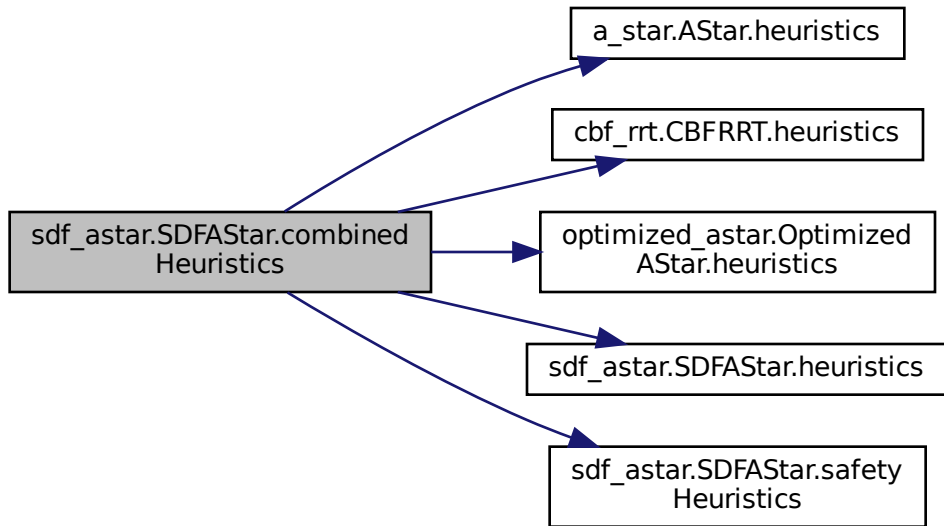 a_star.AStar.heuristics
cbf_rrt.CBFRRT.heuristics
sdf_astar.SDFAStar.combined
Heuristics
optimized_astar.Optimized
AStar.heuristics
sdf_astar.SDFAStar.heuristics
sdf_astar.SDFAStar.safety
Heuristics